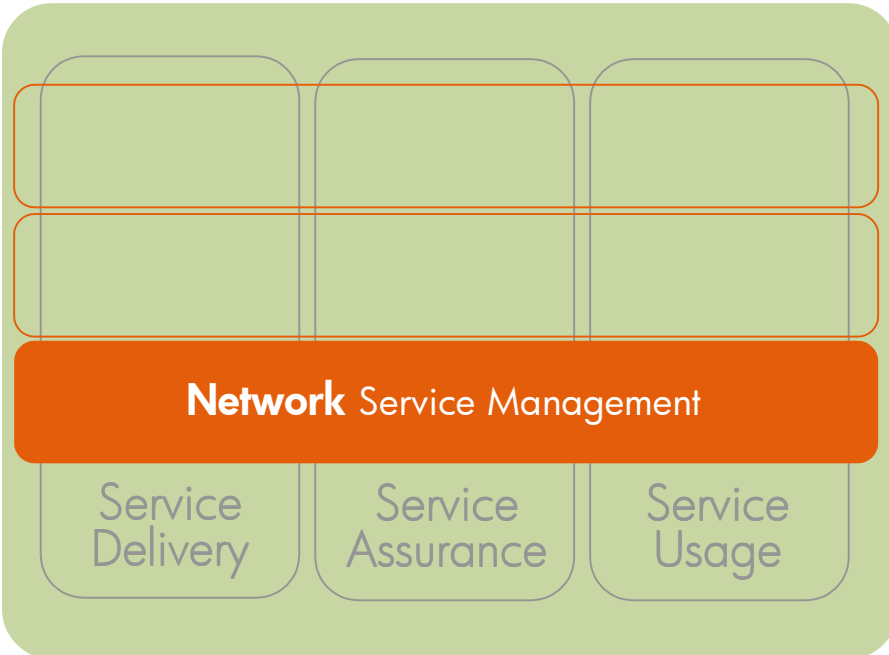 Network Service Management
Service
Delivery
Service
Assurance
Service
Usage